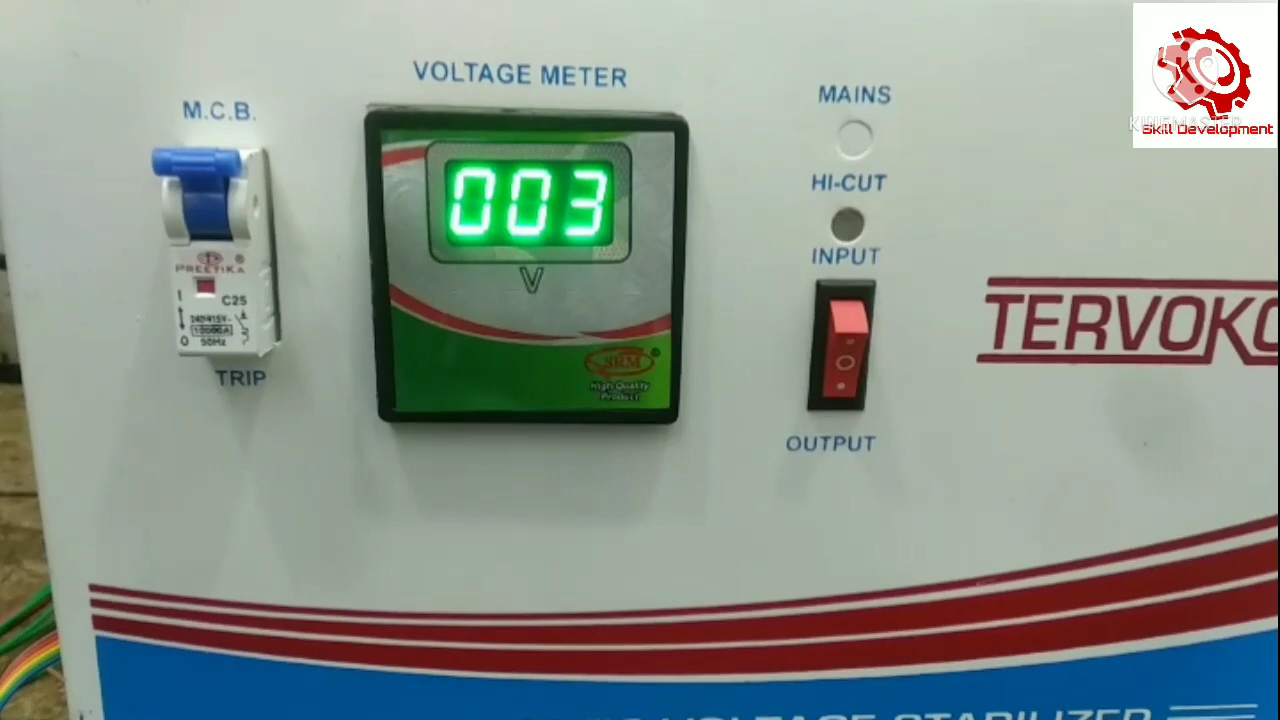 M.C.B.
VOLTAGE METER
MAINS
HI-CUT
INPUT
OUTPUT
003
V
SRM
High Quality
Product
PREETIKA
C25
240/415V~
10000A
50Hz
I
O
TRIP
TERVOKO
KINEMASTER
Skill Development
VOLTAGE STABILIZER